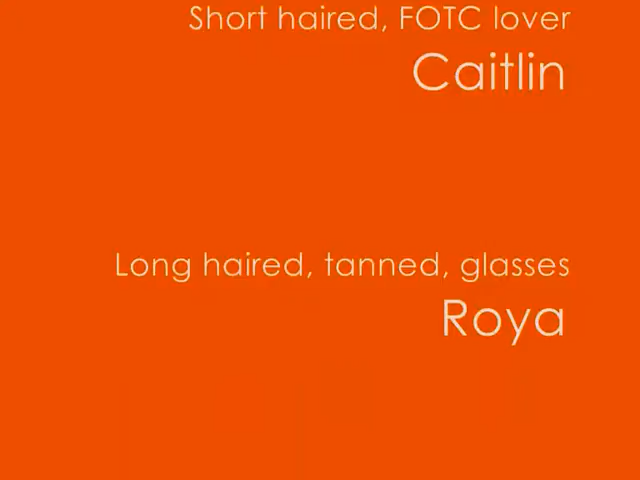 Short haired, FOTC lover
Caitlin
Long haired, tanned, glasses
Roya